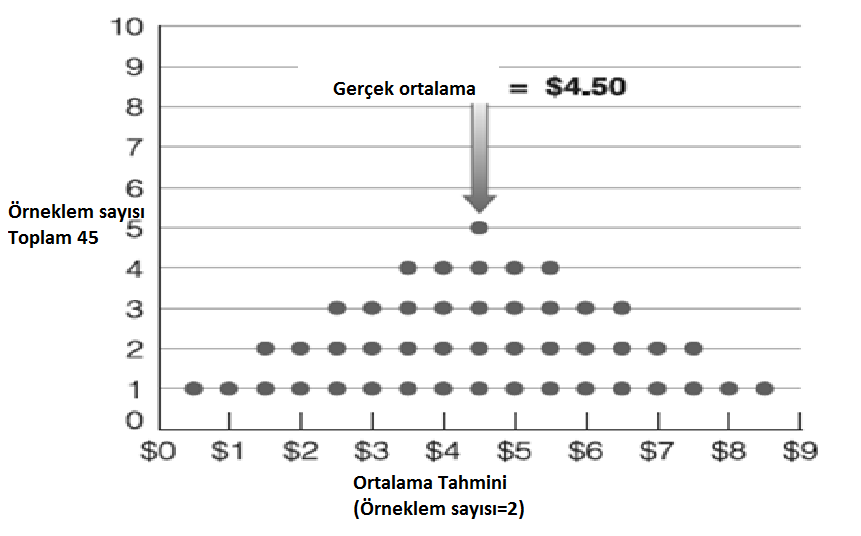 10
9
Gerçek ortalama = $4.50
8
7
6
Örneklem sayısı
5
Toplam 45
4
3
2
1
0
$0 $1 $2 $3 $4 $5 $6 $7 $8 $9
Ortalama Tahmini
(Örneklem sayısı=2)